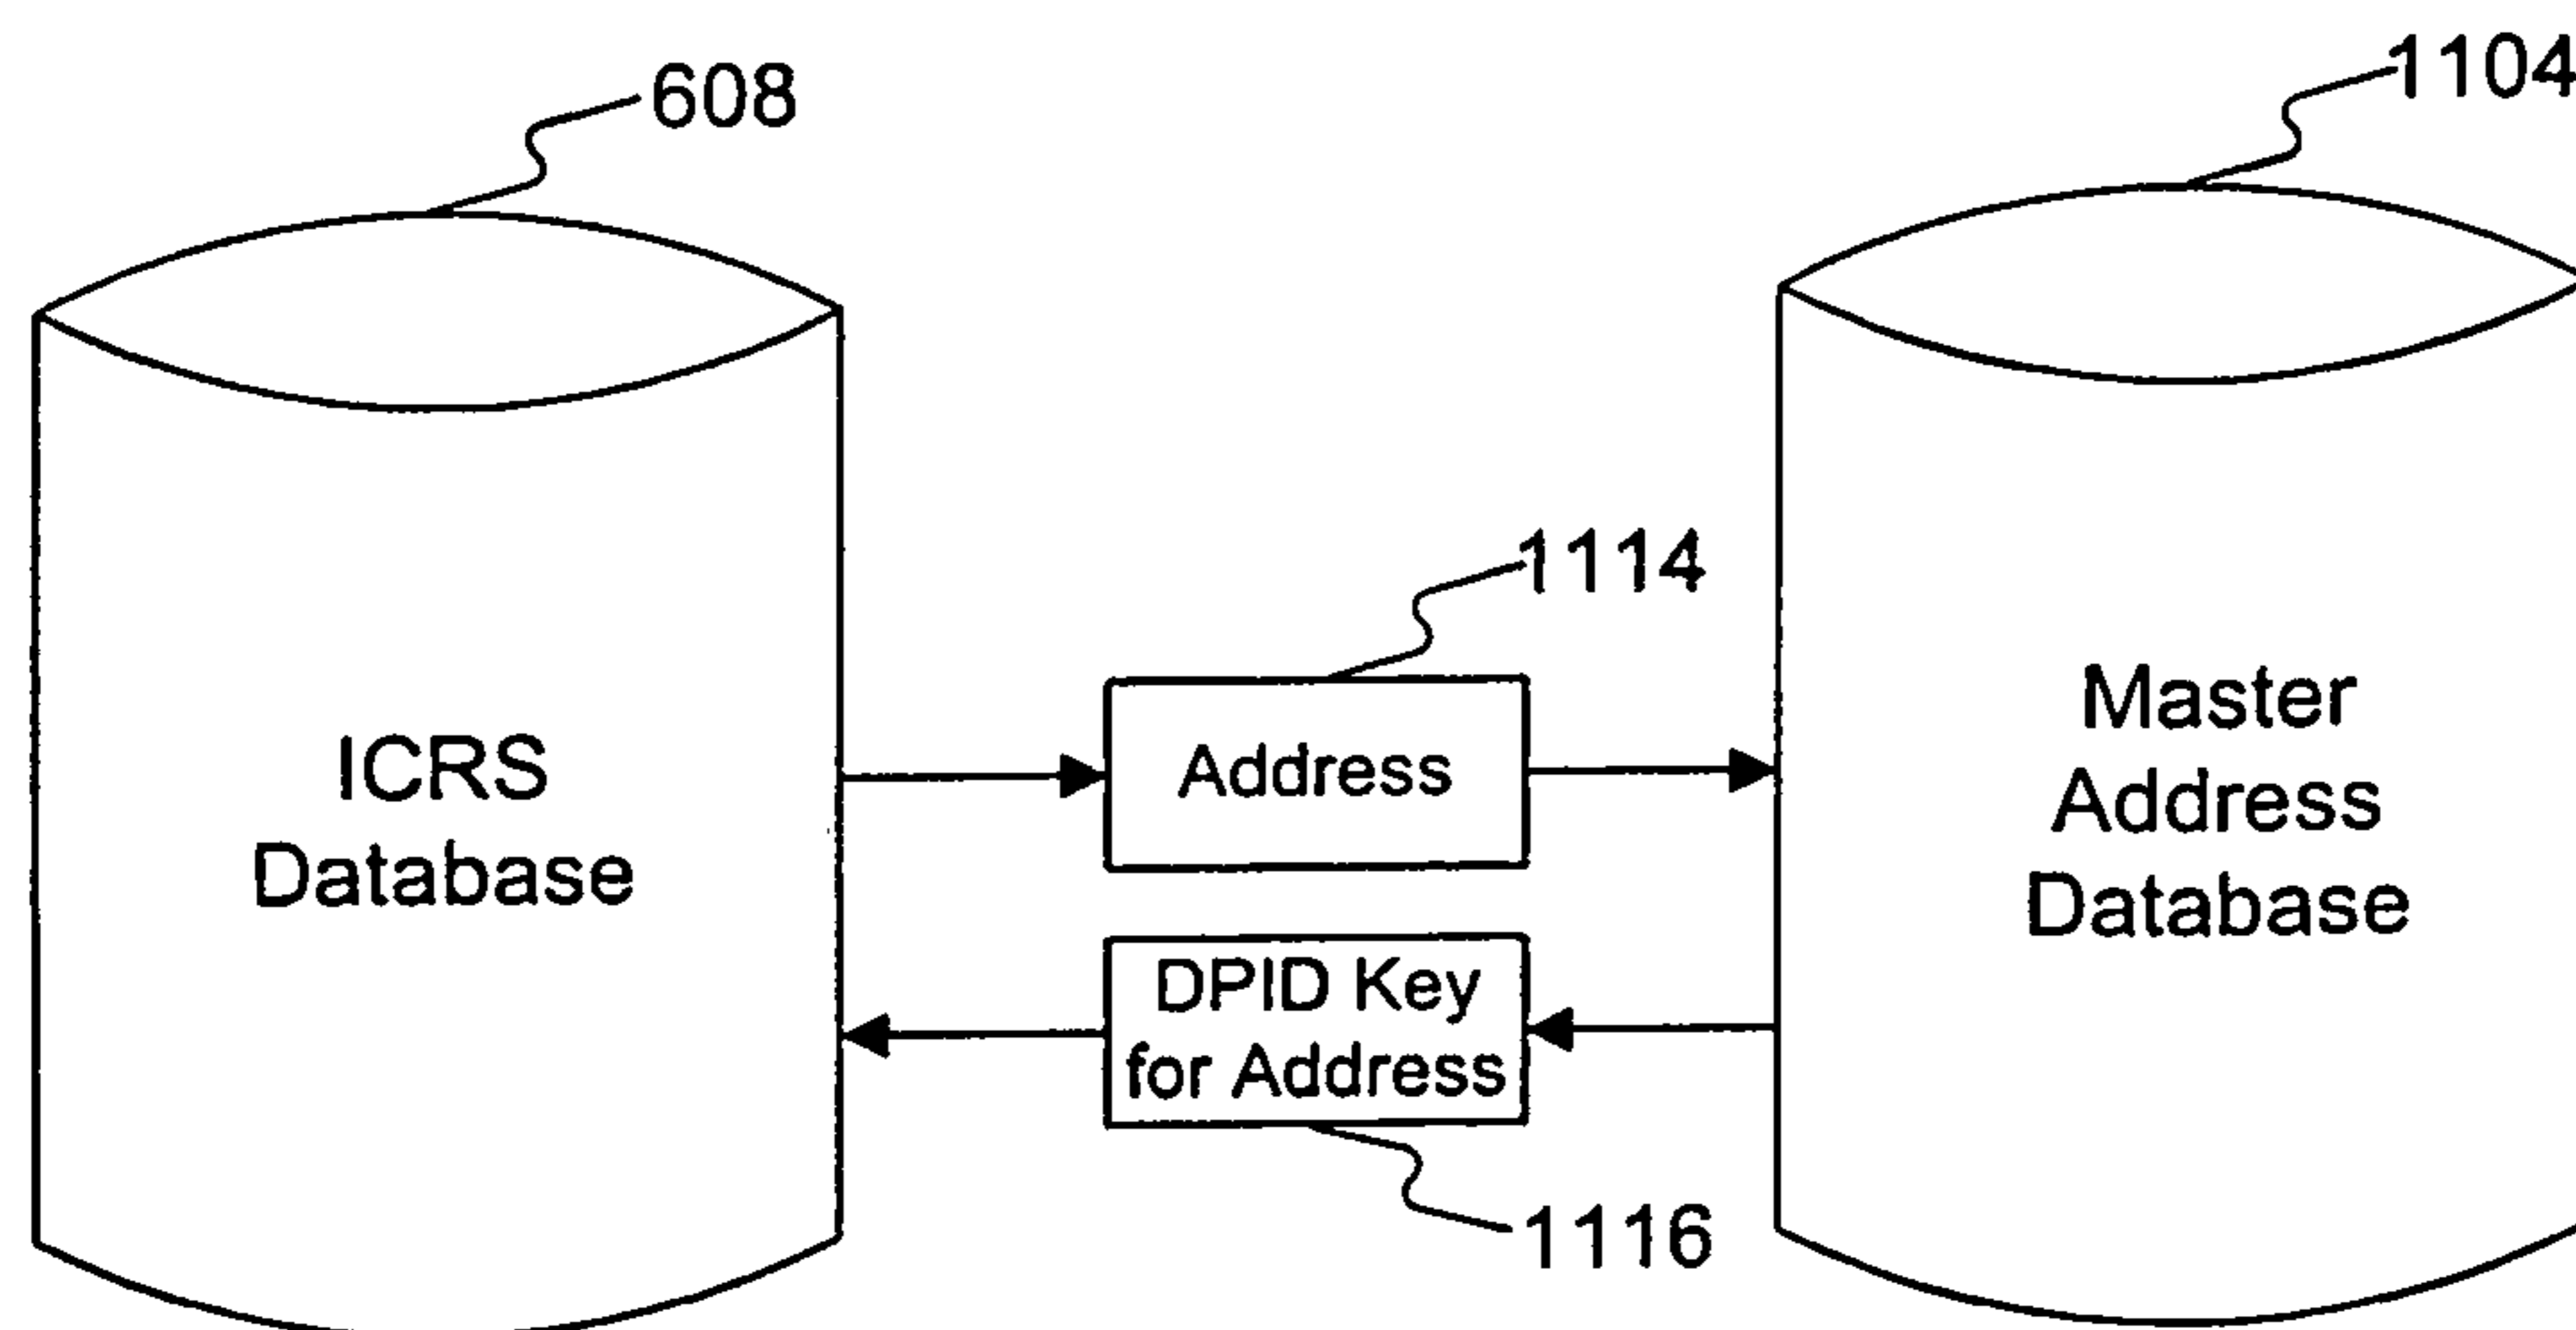 608
1104
1114
ICRS
Database
Address
Master
Address
Database
DPID Key
for Address
1116